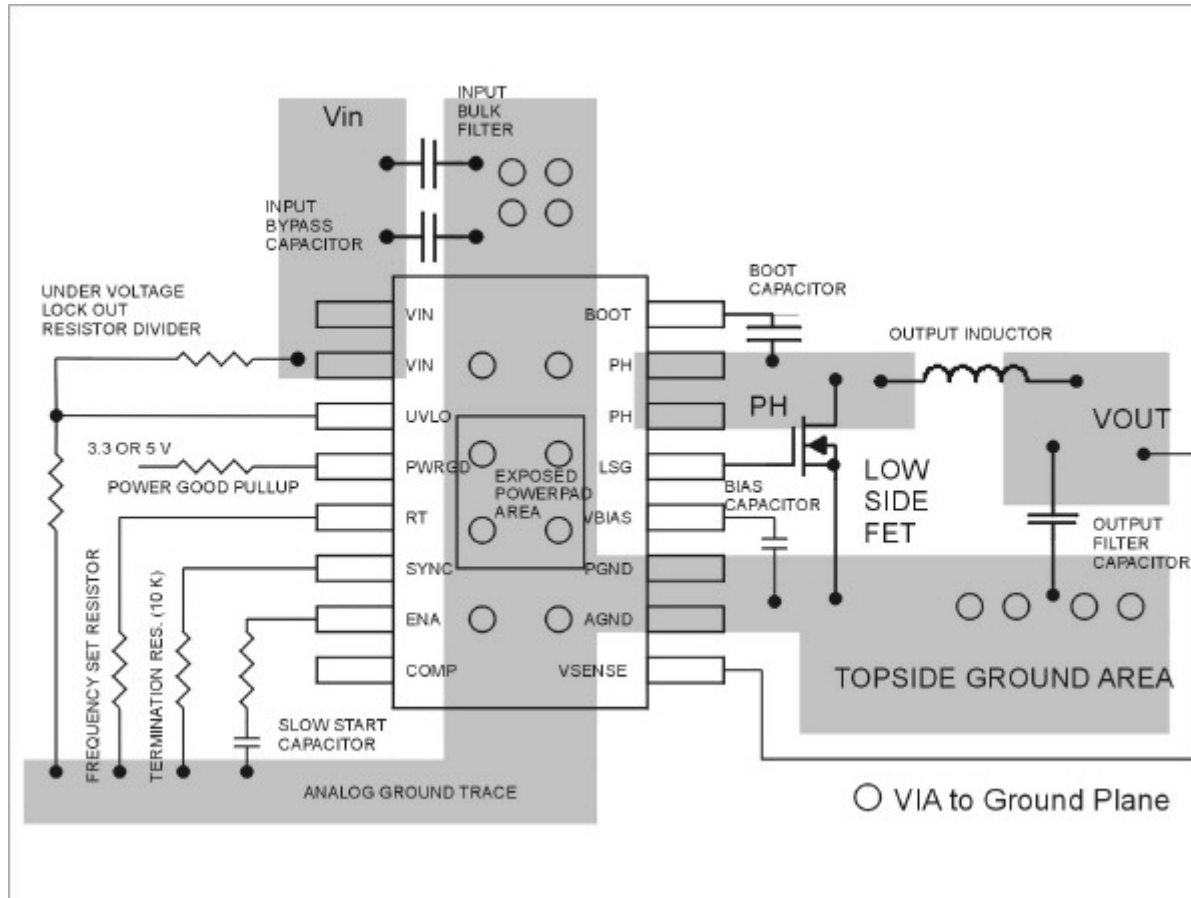 Vin
INPUT
BULK
FILTER
INPUT
BYPASS
CAPACITOR
UNDER VOLTAGE
LOCK OUT
RESISTOR DIVIDER
BOOT
CAPACITOR
OUTPUT INDUCTOR
VIN
VIN
UVLO
PWRGD
RT
SYNC
ENA
COMP
BOOT
PH
PH
LSG
VBIAS
PGND
AGND
VSENSE
EXPOSED
POWERPAD
AREA
3.3 OR 5 V
POWER GOOD PULLUP
FREQUENCY SET RESISTOR
TERMINATION RES. (10 K)
SLOW START
CAPACITOR
PH
BIAS
CAPACITOR
LOW
SIDE
FET
VOUT
OUTPUT
FILTER
CAPACITOR
TOPSIDE GROUND AREA
ANALOG GROUND TRACE
VIA to Ground Plane